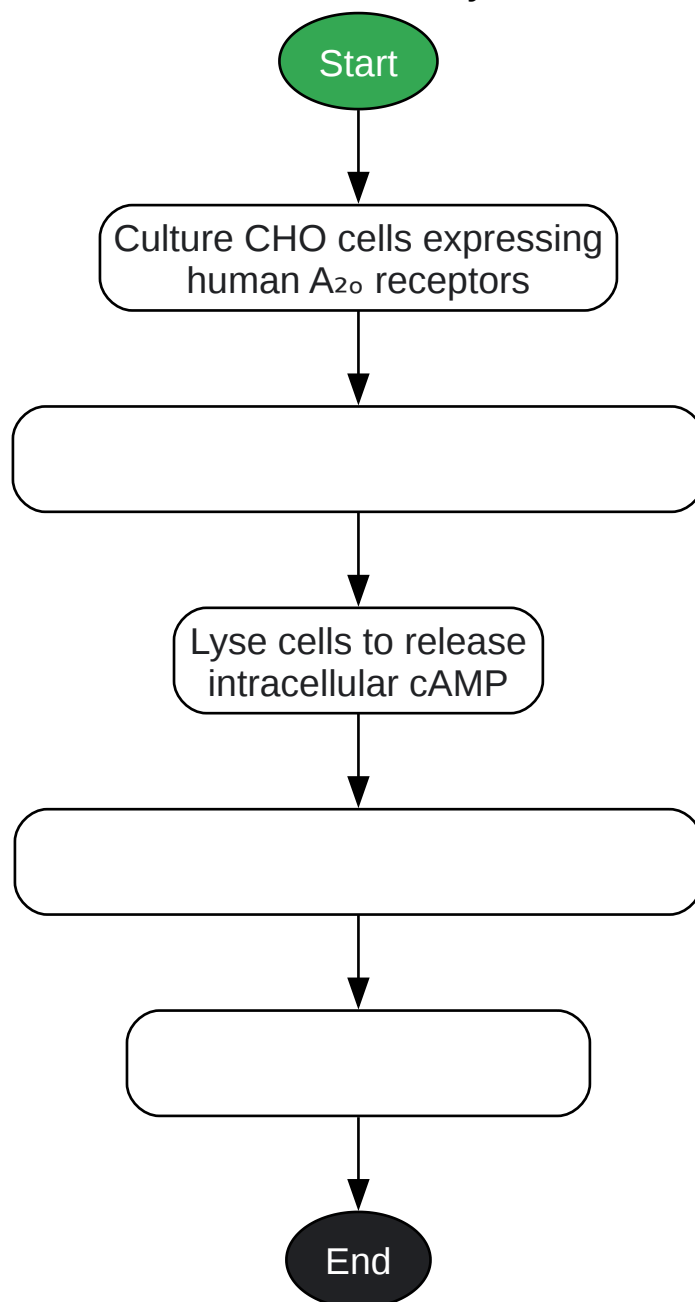 Start
Culture CHO cells expressing
human A₂ₒ receptors
Lyse cells to release
intracellular cAMP
End